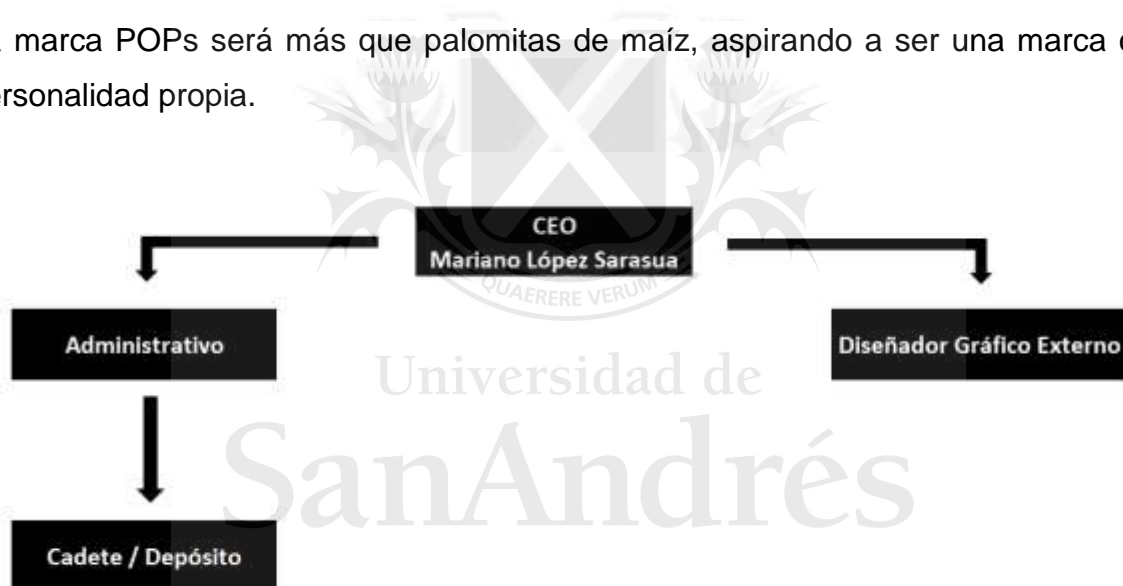 marca POPs será más que palomitas de maíz, aspirando a ser una marca
ersonalidad propia.
CEO
Mariano López Sarasua
QUAERERE VERUM
Administrativo
Diseñador Gráfico Externo
Universidad de
SanAndrés
Cadete / Depósito